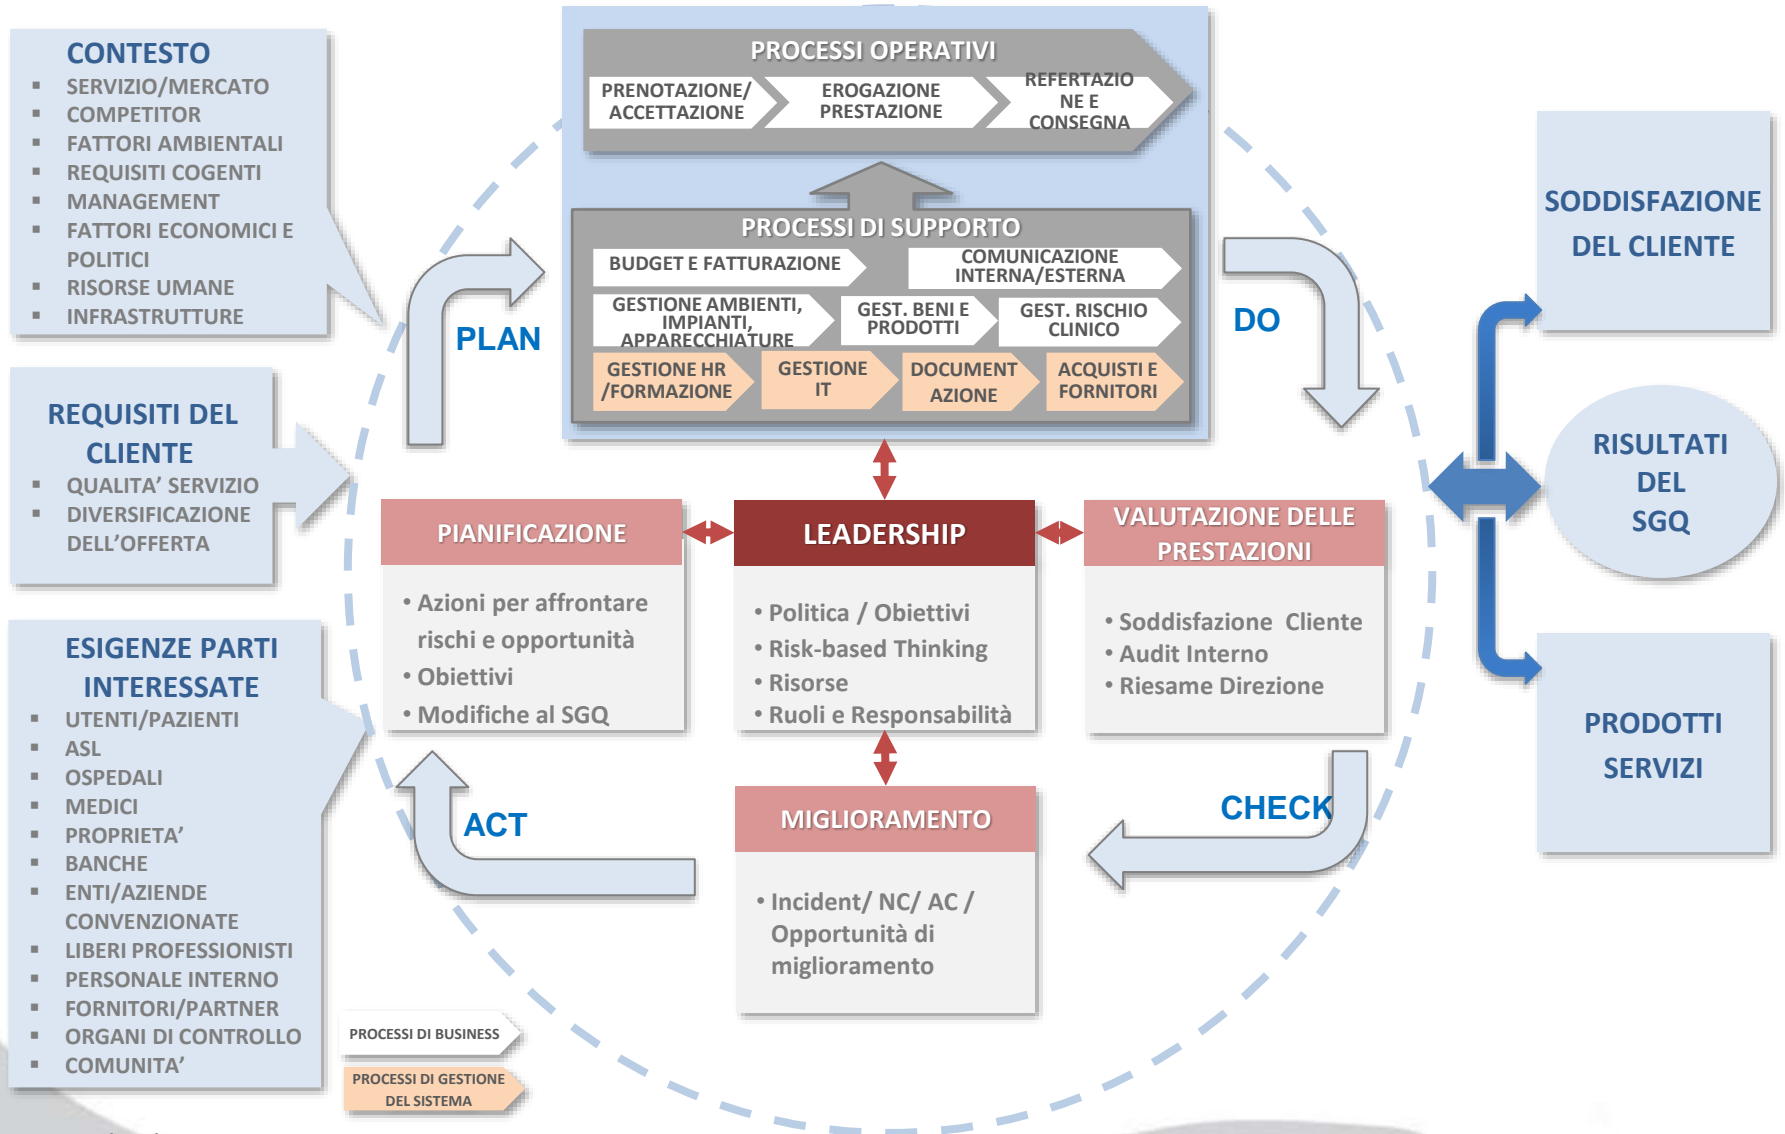 CONTESTO
SERVIZIO/MERCATO
COMPETITOR
FATTORI AMBIENTALI
REQUISITI COGENTI
MANAGEMENT
FATTORI ECONOMICI E
POLITICI
RISORSE UMANE
INFRASTRUTTURE
REQUISITI DEL
CLIENTE
QUALITA’ SERVIZIO
DIVERSIFICAZIONE
DELL’OFFERTA
ESIGENZE PARTI
INTERESSATE
UTENTI/PAZIENTI
ASL
OSPEDALI
MEDICI
PROPRIETA’
BANCHE
ENTI/AZIENDE
CONVENZIONATE
LIBERI PROFESSIONISTI
PERSONALE INTERNO
FORNITORI/PARTNER
ORGANI DI CONTROLLO
COMUNITA’
PROCESSI OPERATIVI
PRENOTAZIONE/
ACCETTAZIONE
EROGAZIONE
PRESTAZIONE
REFERTAZIO
NE E
CONSEGNA
PROCESSI DI SUPPORTO
BUDGET E FATTURAZIONE
COMUNICAZIONE
INTERNA/ESTERNA
GESTIONE AMBIENTI,
IMPIANTI,
APPARECCHIATURE
GEST. BENI E
PRODOTTI
GEST. RISCHIO
CLINICO
GESTIONE HR
/FORMAZIONE
GESTIONE
IT
DOCUMENT
AZIONE
ACQUISTI E
FORNITORI
PLAN
DO
PIANIFICAZIONE
• Azioni per affrontare
rischi e opportunità
• Obiettivi
• Modifiche al SGQ
LEADERSHIP
• Politica / Obiettivi
• Risk-based Thinking
• Risorse
• Ruoli e Responsabilità
VALUTAZIONE DELLE
PRESTAZIONI
• Soddisfazione Cliente
• Audit Interno
• Riesame Direzione
ACT
CHECK
MIGLIORAMENTO
• Incident/ NC/ AC /
Opportunità di
miglioramento
PROCESSI DI BUSINESS
PROCESSI DI GESTIONE
DEL SISTEMA
SODDISFAZIONE
DEL CLIENTE
RISULTATI
DEL
SGQ
PRODOTTI
SERVIZI